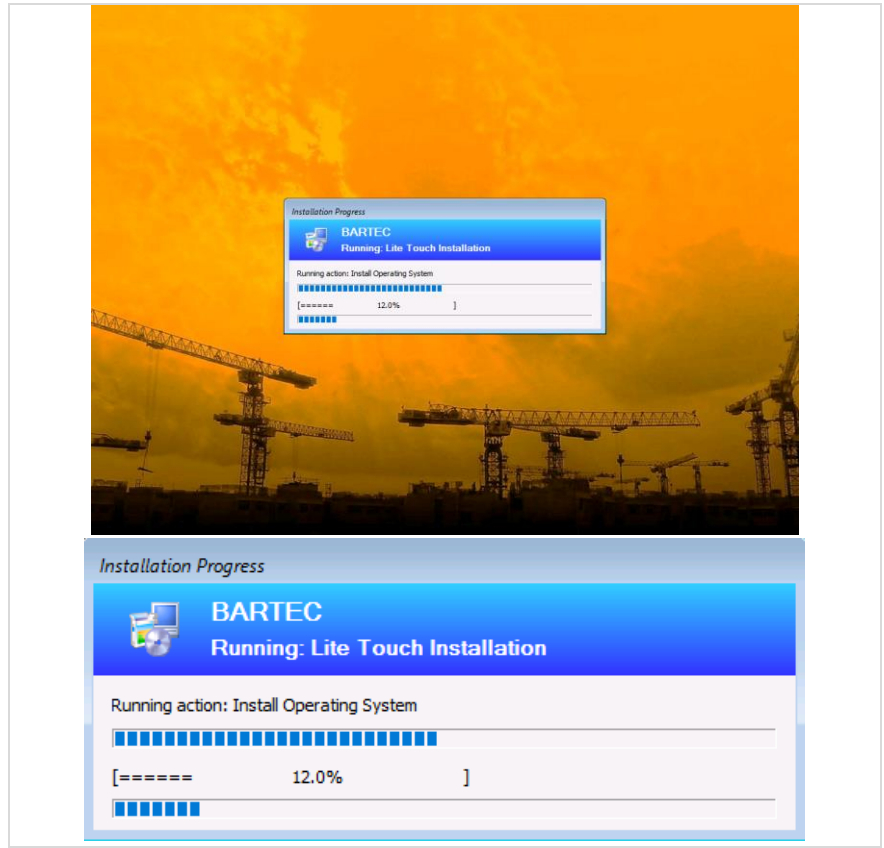 Installation Progress
BARTEC
Running: Lite Touch Installation
Running action: Install Operating System
[====== 12.0% ]
Installation Progress
BARTEC
Running: Lite Touch Installation
Running action: Install Operating System
[====== 12.0% ]